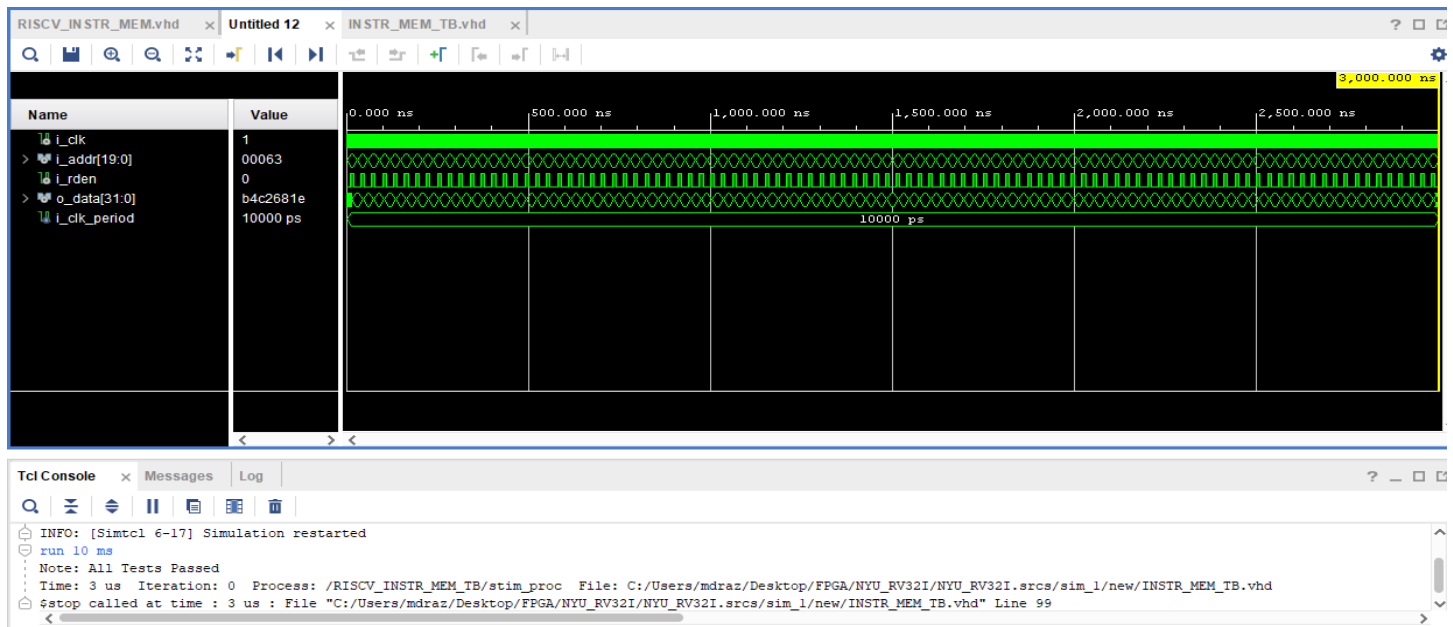 RISCV_INSTR_MEM.vhd × Untitled 12 × INSTR_MEM_TB.vhd × ?
3,000.000 ns
Name Value 0.000 ns 500.000 ns 1,000.000 ns 1,500.000 ns 2,000.000 ns 2,500.000 ns
i_clk 1
> i_addr[19:0] 00063
i_rden 0
> o_data[31:0] b4c2681e
i_clk_period 10000 ps 10000 ps
Tcl Console × Messages Log ?
INFO: [Simtcl 6-17] Simulation restarted
run 10 ms
Note: All Tests Passed
Time: 3 us Iteration: 0 Process: /RISCV_INSTR_MEM_TB/stim_proc File: C:/Users/mdraz/Desktop/FPGA/NYU_RV32I/NYU_RV32I.srcs/sim_1/new/INSTR_MEM_TB.vhd
$stop called at time : 3 us : File "C:/Users/mdraz/Desktop/FPGA/NYU_RV32I/NYU_RV32I.srcs/sim_1/new/INSTR_MEM_TB.vhd" Line 99